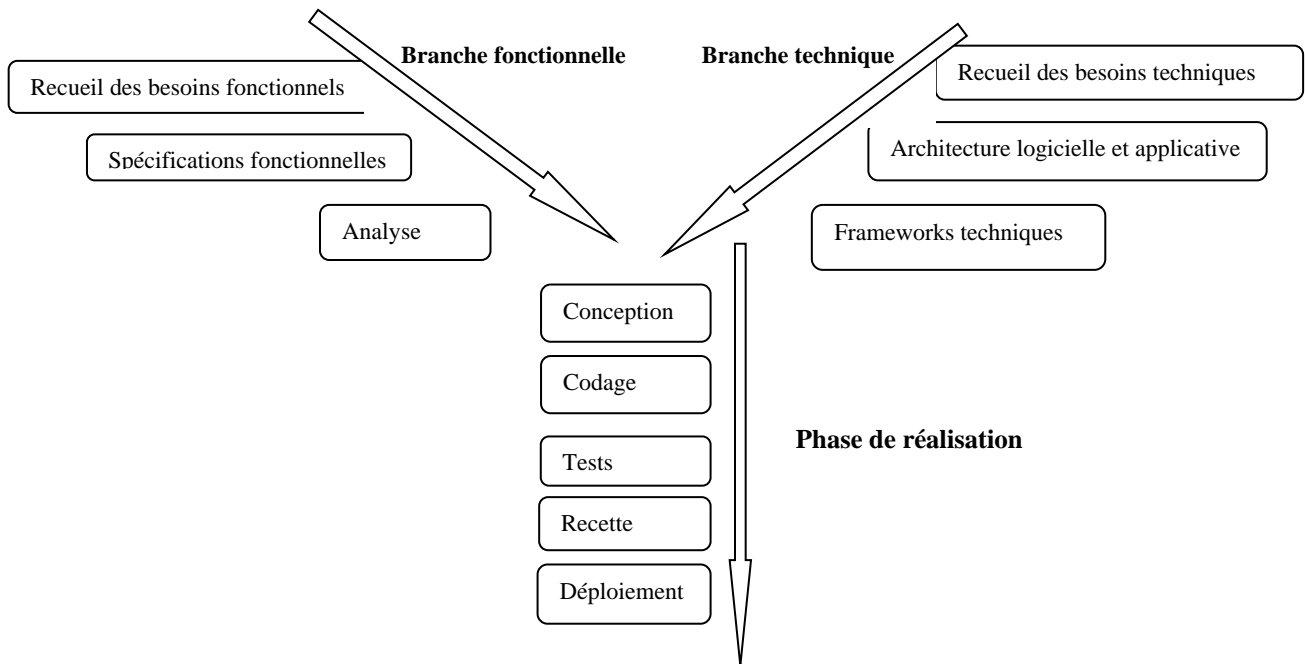 Branche fonctionnelle
Branche technique
Recueil des besoins fonctionnels
Recueil des besoins techniques
Spécifications fonctionnelles
Architecture logicielle et applicative
Analyse
Frameworks techniques
Conception
Codage
Phase de réalisation
Tests
Recette
Déploiement